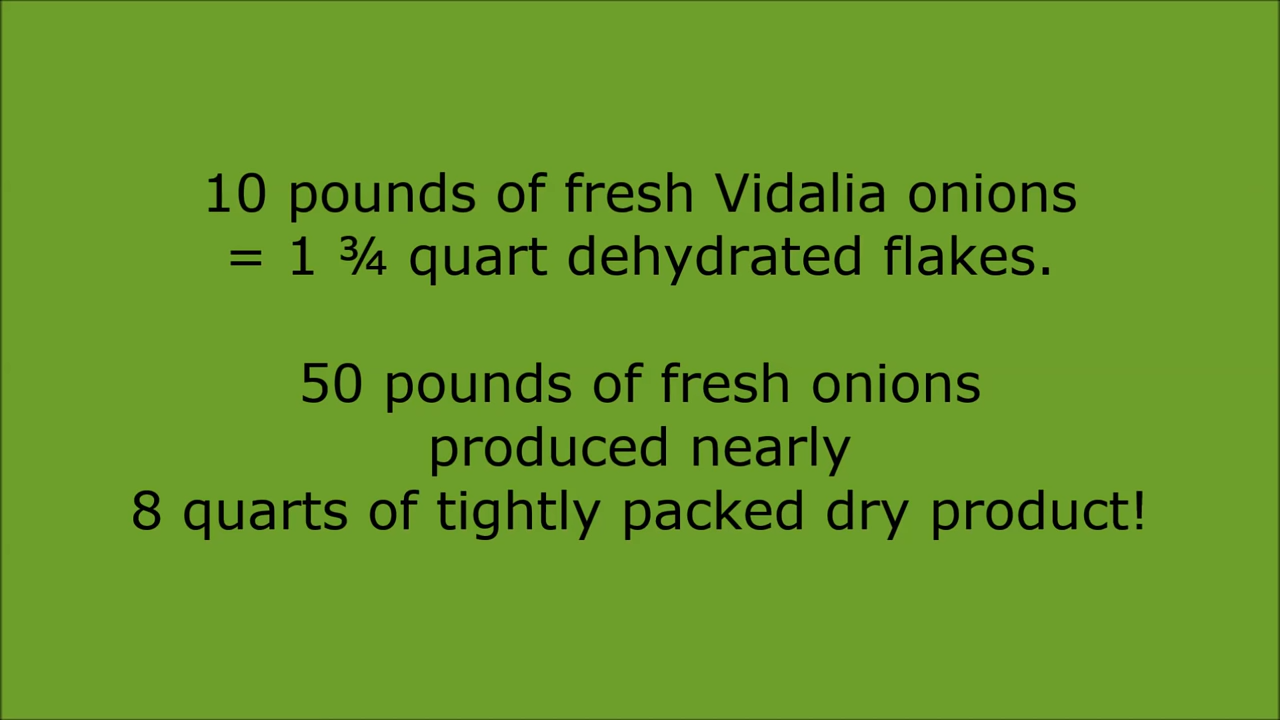 10 pounds of fresh Vidalia onions
= 1 ¾ quart dehydrated flakes.
50 pounds of fresh onions
produced nearly
8 quarts of tightly packed dry product!